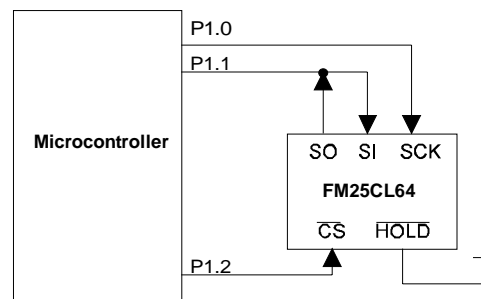 P1.0
P1.1
Microcontroller
SO SI SCK
FM25CL64
CS HOLD
P1.2